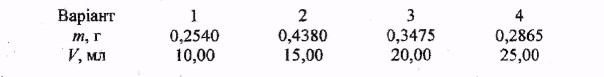 Варіант 1 2 3 4
m, г 0,2540 0,4380 0,3475 0,2865
V, мл 10,00 15,00 20,00 25,00